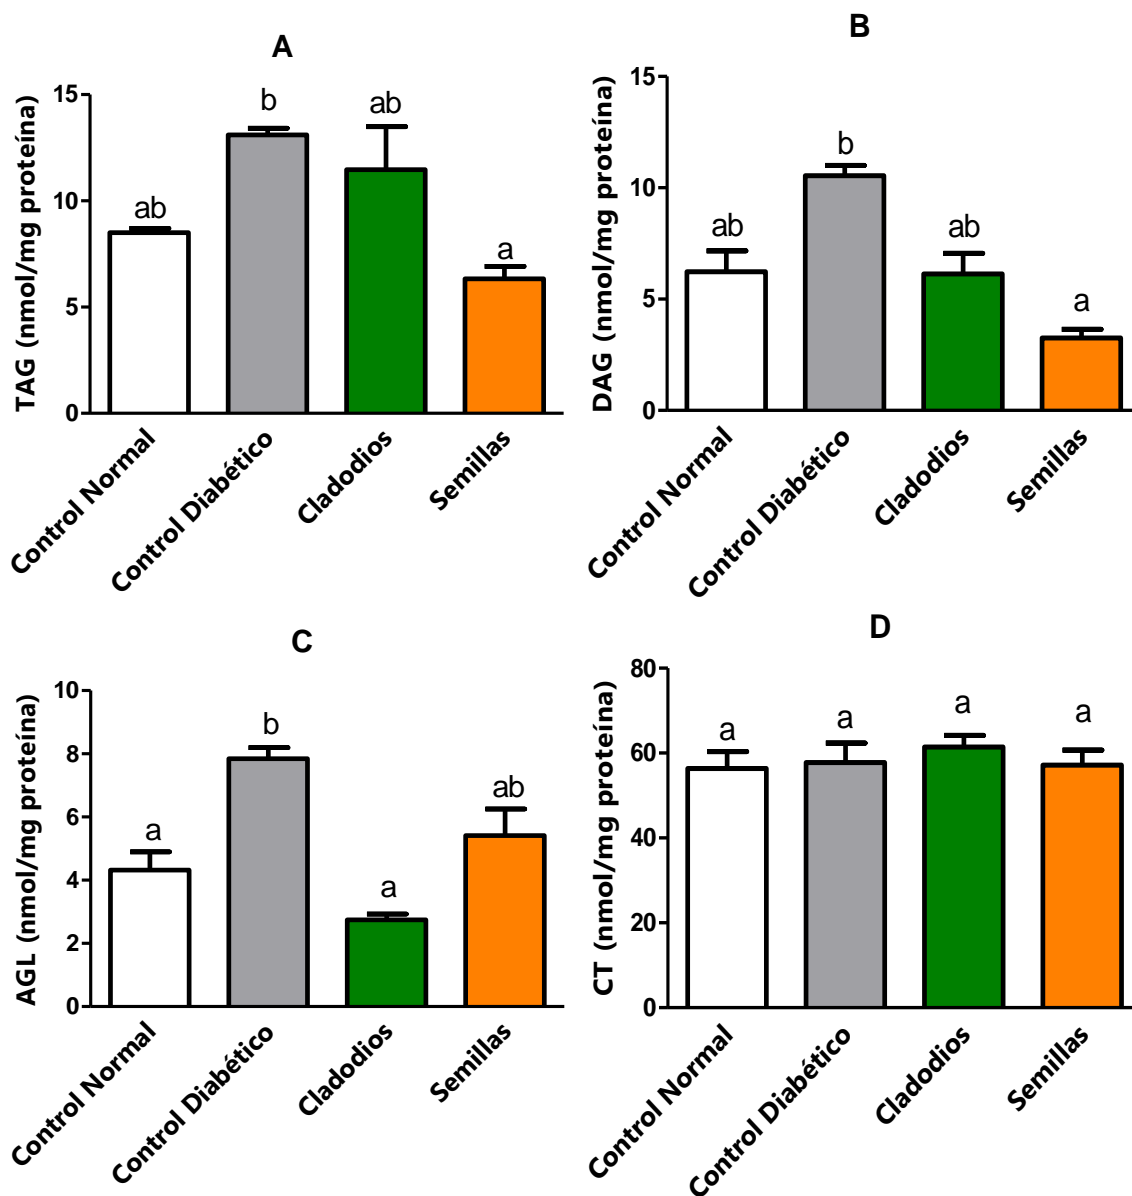 A
TAG (nmol/mg proteína)
15
10
5
0
ab
b
ab
a
Control Normal
Control Diabético
Cladodios
Semillas
B
DAG (nmol/mg proteína)
15
10
5
0
ab
b
ab
a
Control Normal
Control Diabético
Cladodios
Semillas
C
AGL (nmol/mg proteína)
10
8
6
4
2
0
a
b
a
ab
Control Normal
Control Diabético
Cladodios
Semillas
D
CT (nmol/mg proteína)
80
60
40
20
0
a
a
a
a
Control Normal
Control Diabético
Cladodios
Semillas